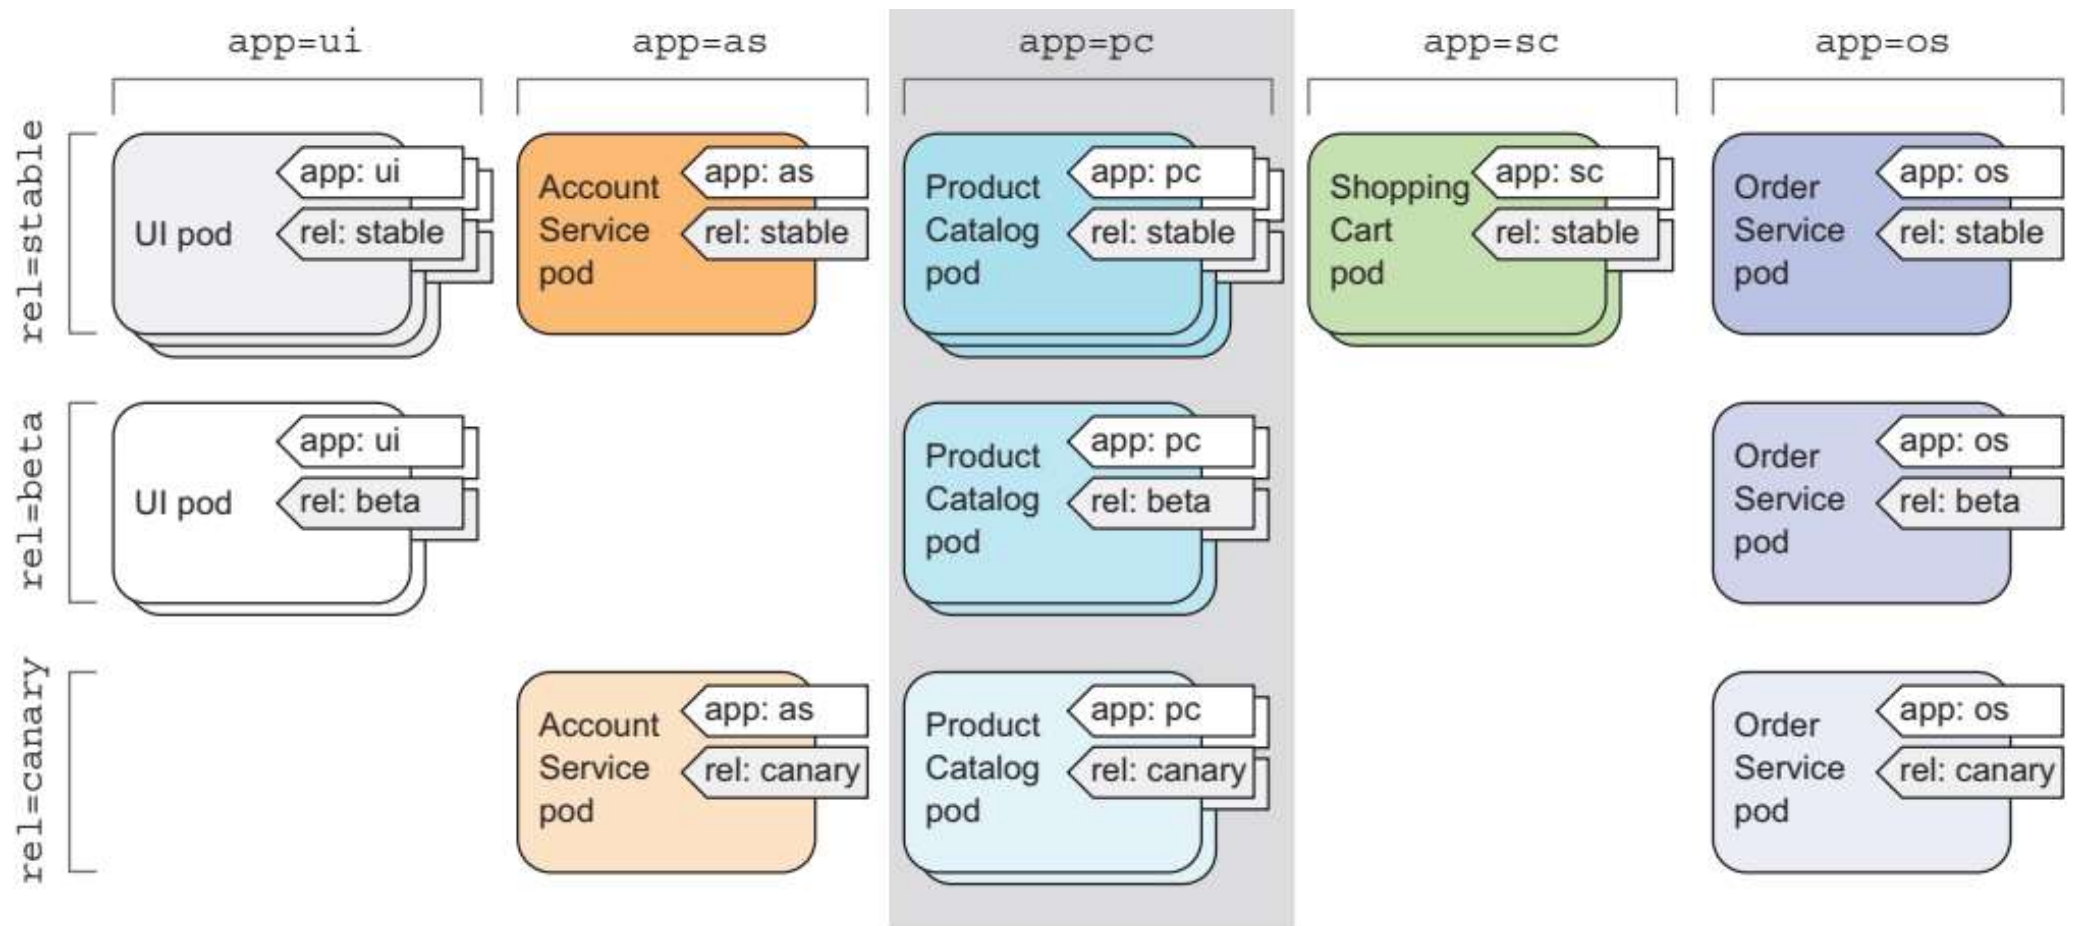 app=ui
app=as
app=pc
app=sc
app=os
rel=stable
UI pod
app: ui
rel: stable
Account
Service
pod
app: as
rel: stable
Product
Catalog
pod
app: pc
rel: stable
Shopping
Cart
pod
app: sc
rel: stable
Order
Service
pod
app: os
rel: stable
rel=beta
UI pod
app: ui
rel: beta
Product
Catalog
pod
app: pc
rel: beta
Order
Service
pod
app: os
rel: beta
rel=canary
Account
Service
pod
app: as
rel: canary
Product
Catalog
pod
app: pc
rel: canary
Order
Service
pod
app: os
rel: canary